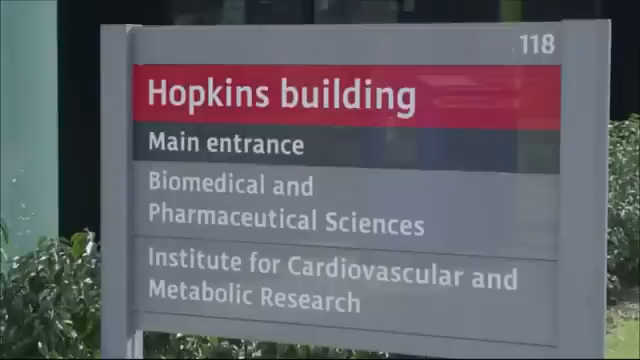 118
Hopkins building
Main entrance
Biomedical and
Pharmaceutical Sciences
Institute for Cardiovascular and
Metabolic Research